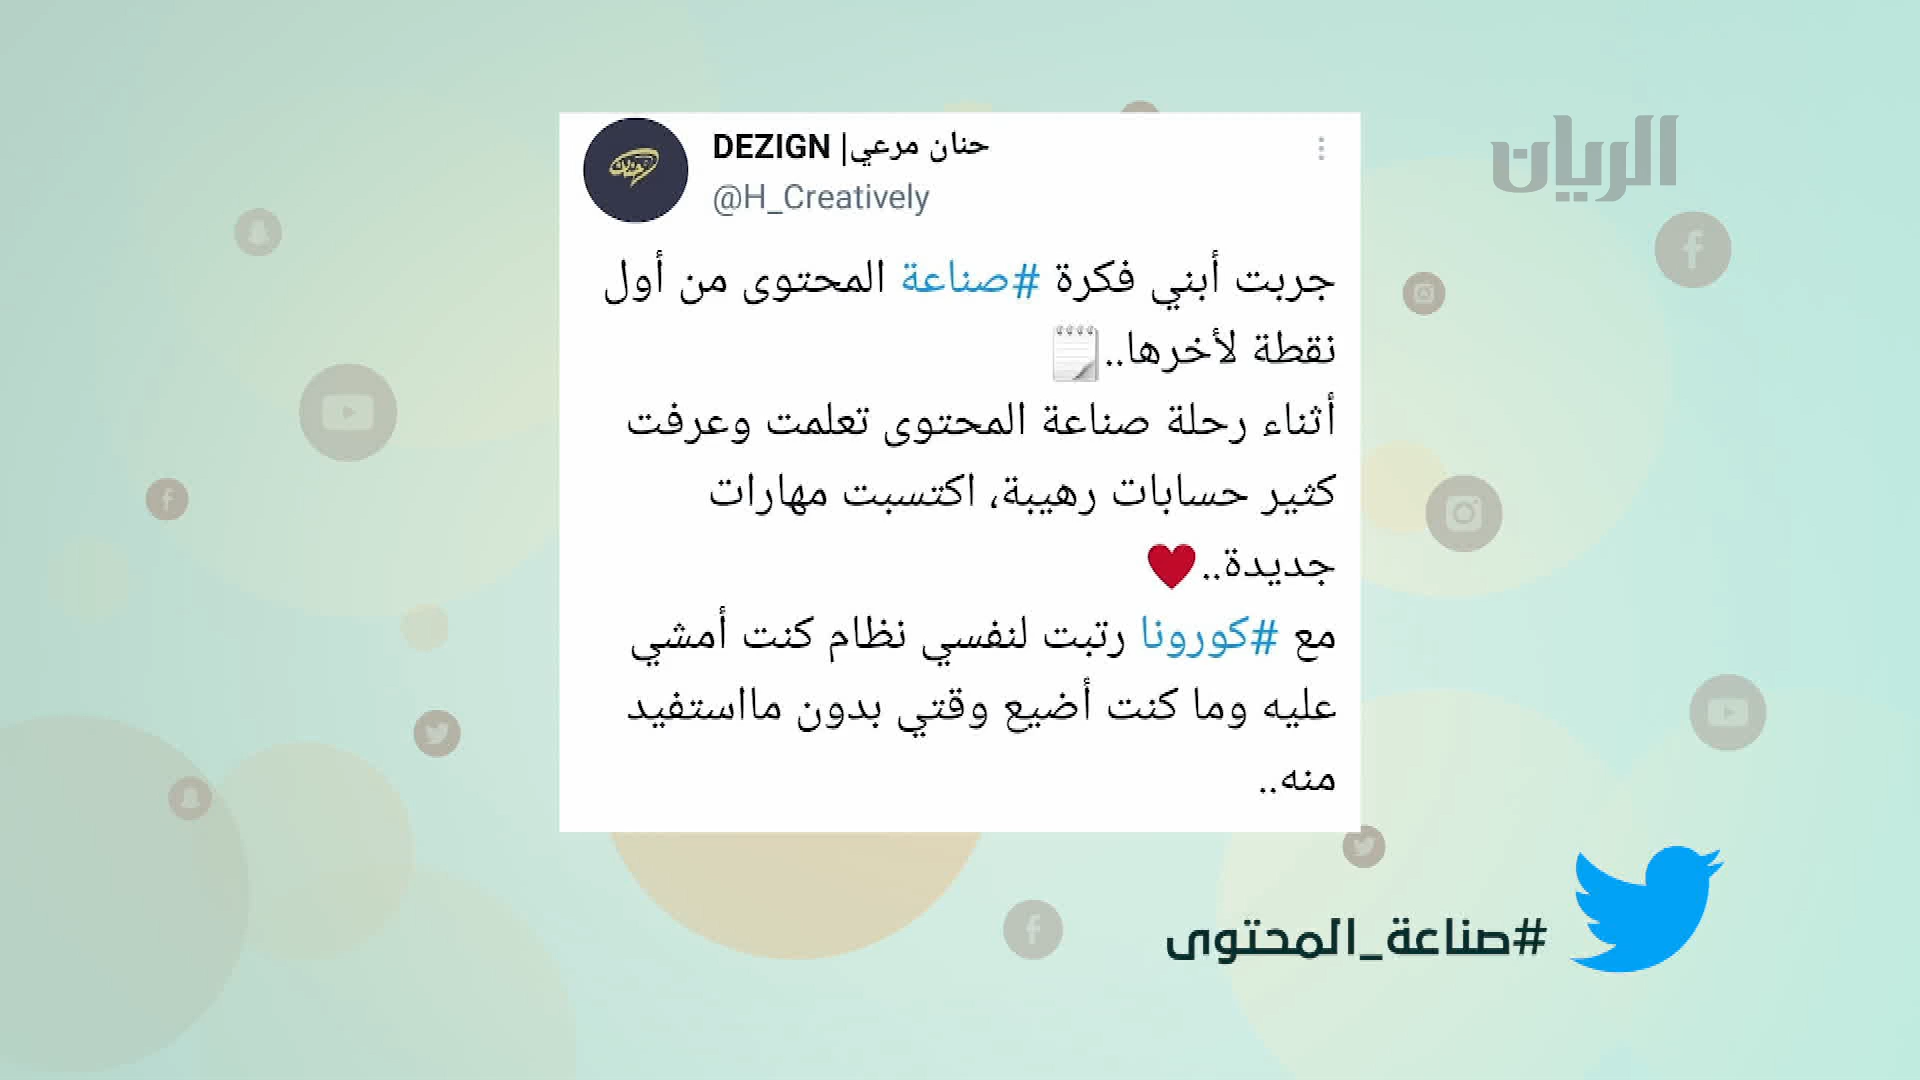 الريان
DEZIGN |حنان مرعي
@H_Creatively
جربت أبني فكرة #صناعة المحتوى من أول
نقطة لأخرها..
أثناء رحلة صناعة المحتوى تعلمت وعرفت
كثير حسابات رهيبة، اكتسبت مهارات
جديدة..
مع #كورونا رتبت لنفسي نظام كنت أمشي
عليه وما كنت أضيع وقتي بدون مااستفيد
منه..
#صناعة_المحتوى